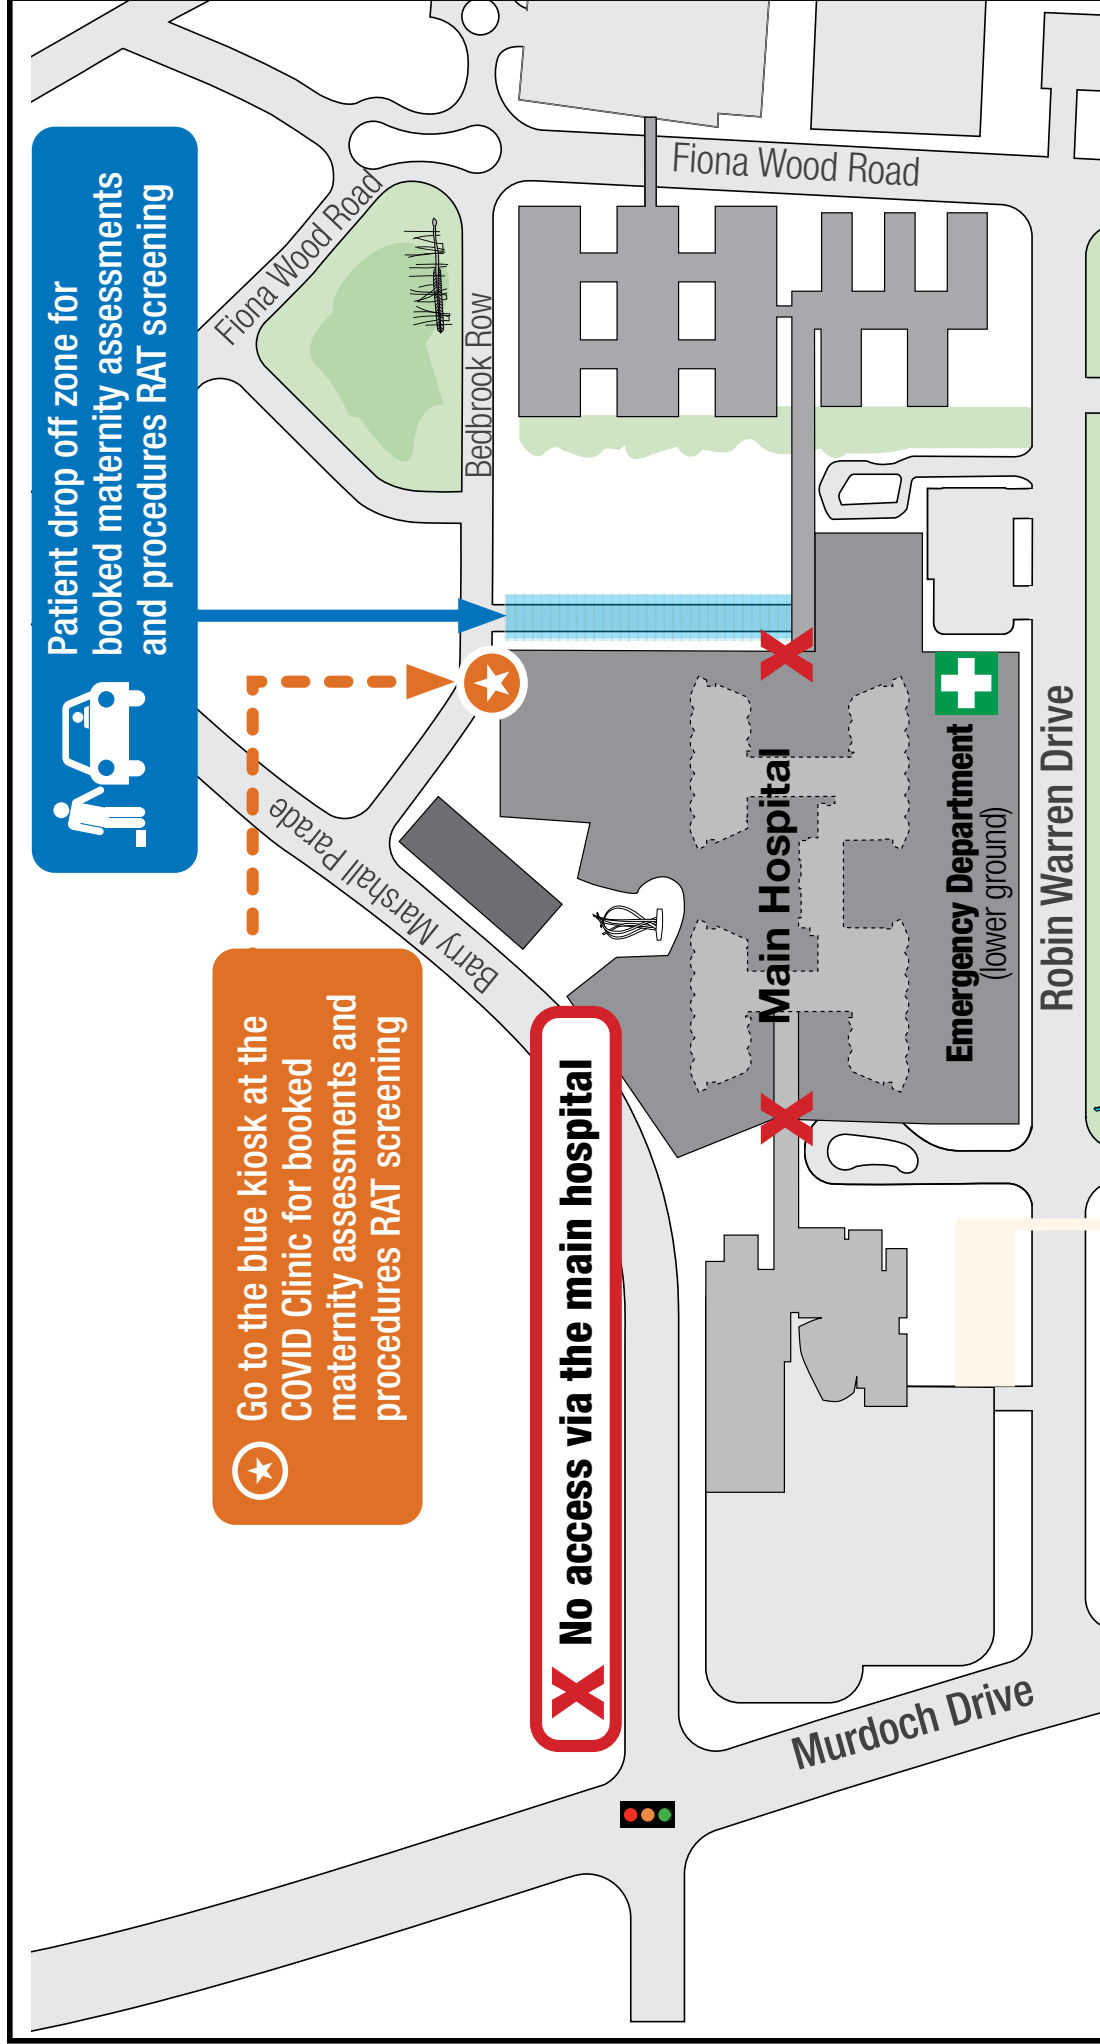 Patient drop off zone for
booked maternity assessments
and procedures RAT screening
Go to the blue kiosk at the
COVID Clinic for booked
maternity assessments and
procedures RAT screening
No access via the main hospital
Barry Marshall Parade
Fiona Wood Road
Bedbrook Row
Fiona Wood Road
Main Hospital
Emergency Department
(lower ground)
Robin Warren Drive
Murdoch Drive